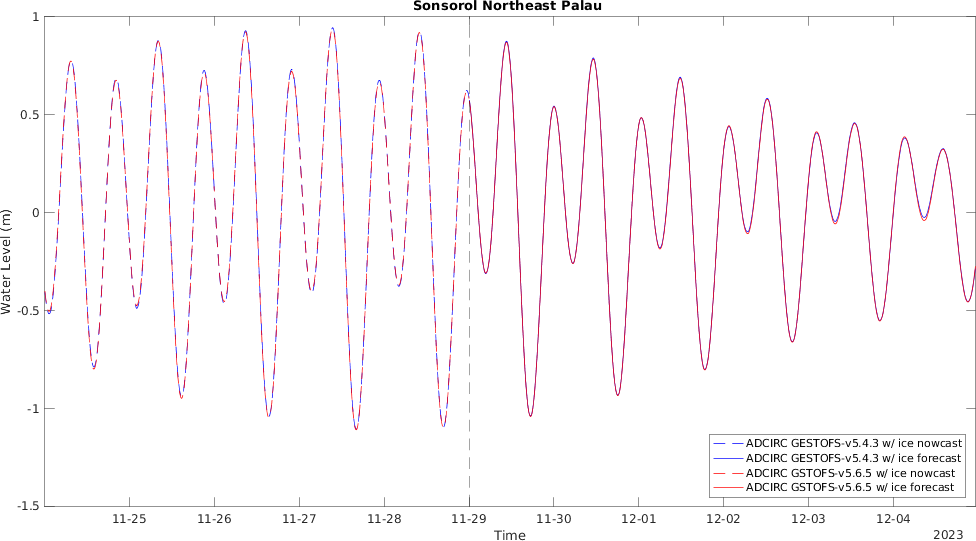 Sonsorol Northeast Palau
1
0.5
0
-0.5
-1
-1.5
Water Level (m)
11-25
11-26
11-27
11-28
11-29
11-30
12-01
12-02
12-03
12-04
Time
2023
ADCIRC GESTOFS-v5.4.3 w/ ice nowcast
ADCIRC GESTOFS-v5.4.3 w/ ice forecast
ADCIRC GSTOFS-v5.6.5 w/ ice nowcast
ADCIRC GSTOFS-v5.6.5 w/ ice forecast